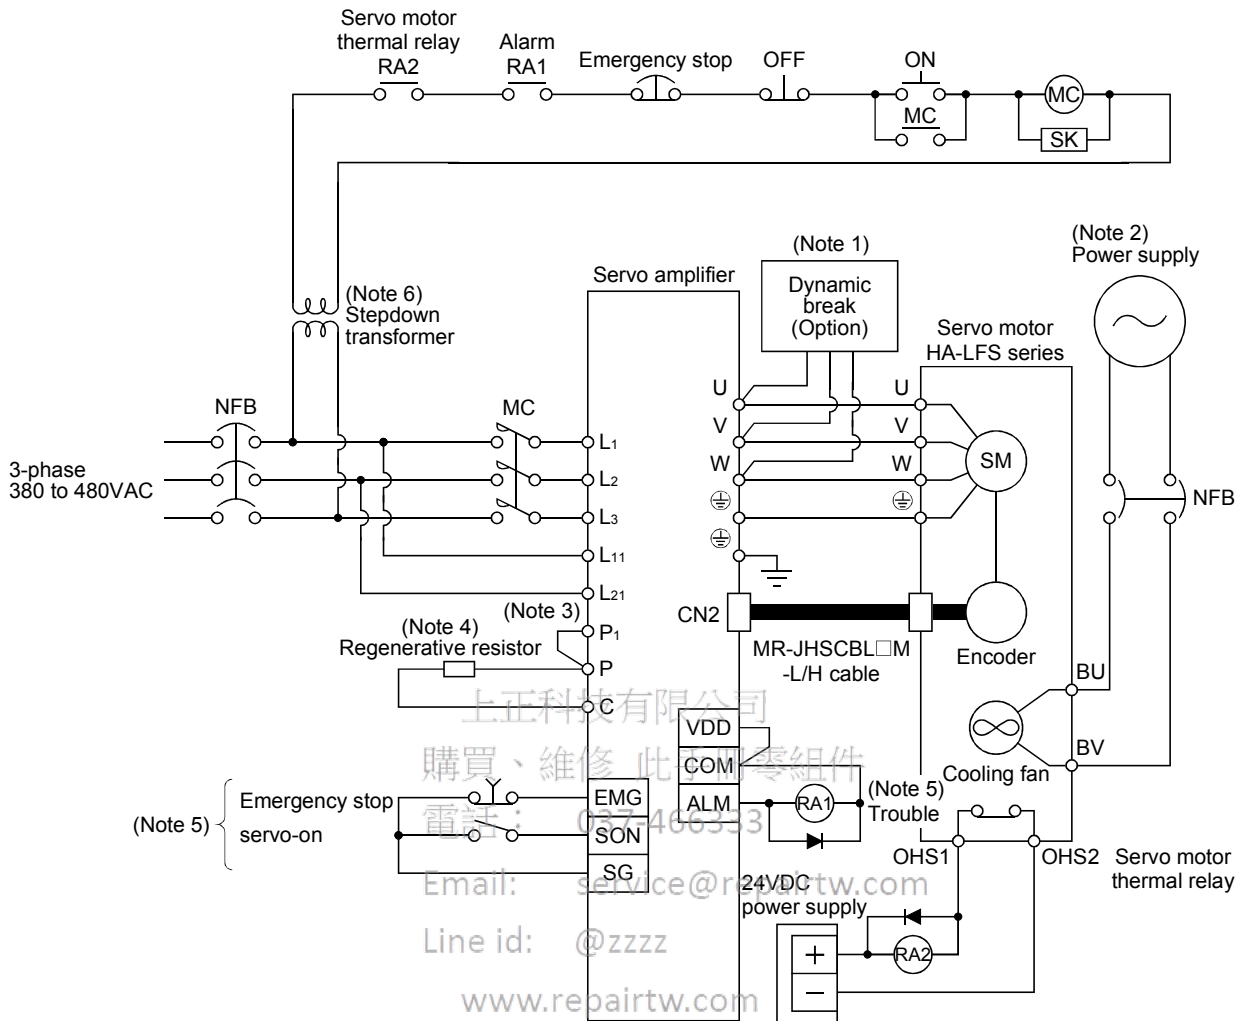 Servo motor
thermal relay
RA2
Alarm
RA1
Emergency stop
OFF
ON
MC
MC
SK
(Note 1)
Dynamic
break
(Option)
(Note 2)
Power supply
Servo amplifier
(Note 6)
Stepdown
transformer
Servo motor
HA-LFS series
NFB
MC
3-phase
380 to 480VAC
L1
L2
L3
L11
L21
U
V
W
U
V
W
SM
NFB
(Note 3)
P1
P
C
(Note 4)
Regenerative resistor
CN2
MR-JHSCBL□M
-L/H cable
Encoder
BU
BV
Cooling fan
上正科技有限公司
購買、維修 此手冊零組件
電話： 037-466333
Email: service@repairtw.com
Line id: @zzzz
www.repairtw.com
VDD
COM
ALM
RA1
(Note 5)
Trouble
(Note 5)
Emergency stop
servo-on
EMG
SON
SG
OHS1
OHS2
Servo motor
thermal relay
24VDC
power supply
+
−
RA2